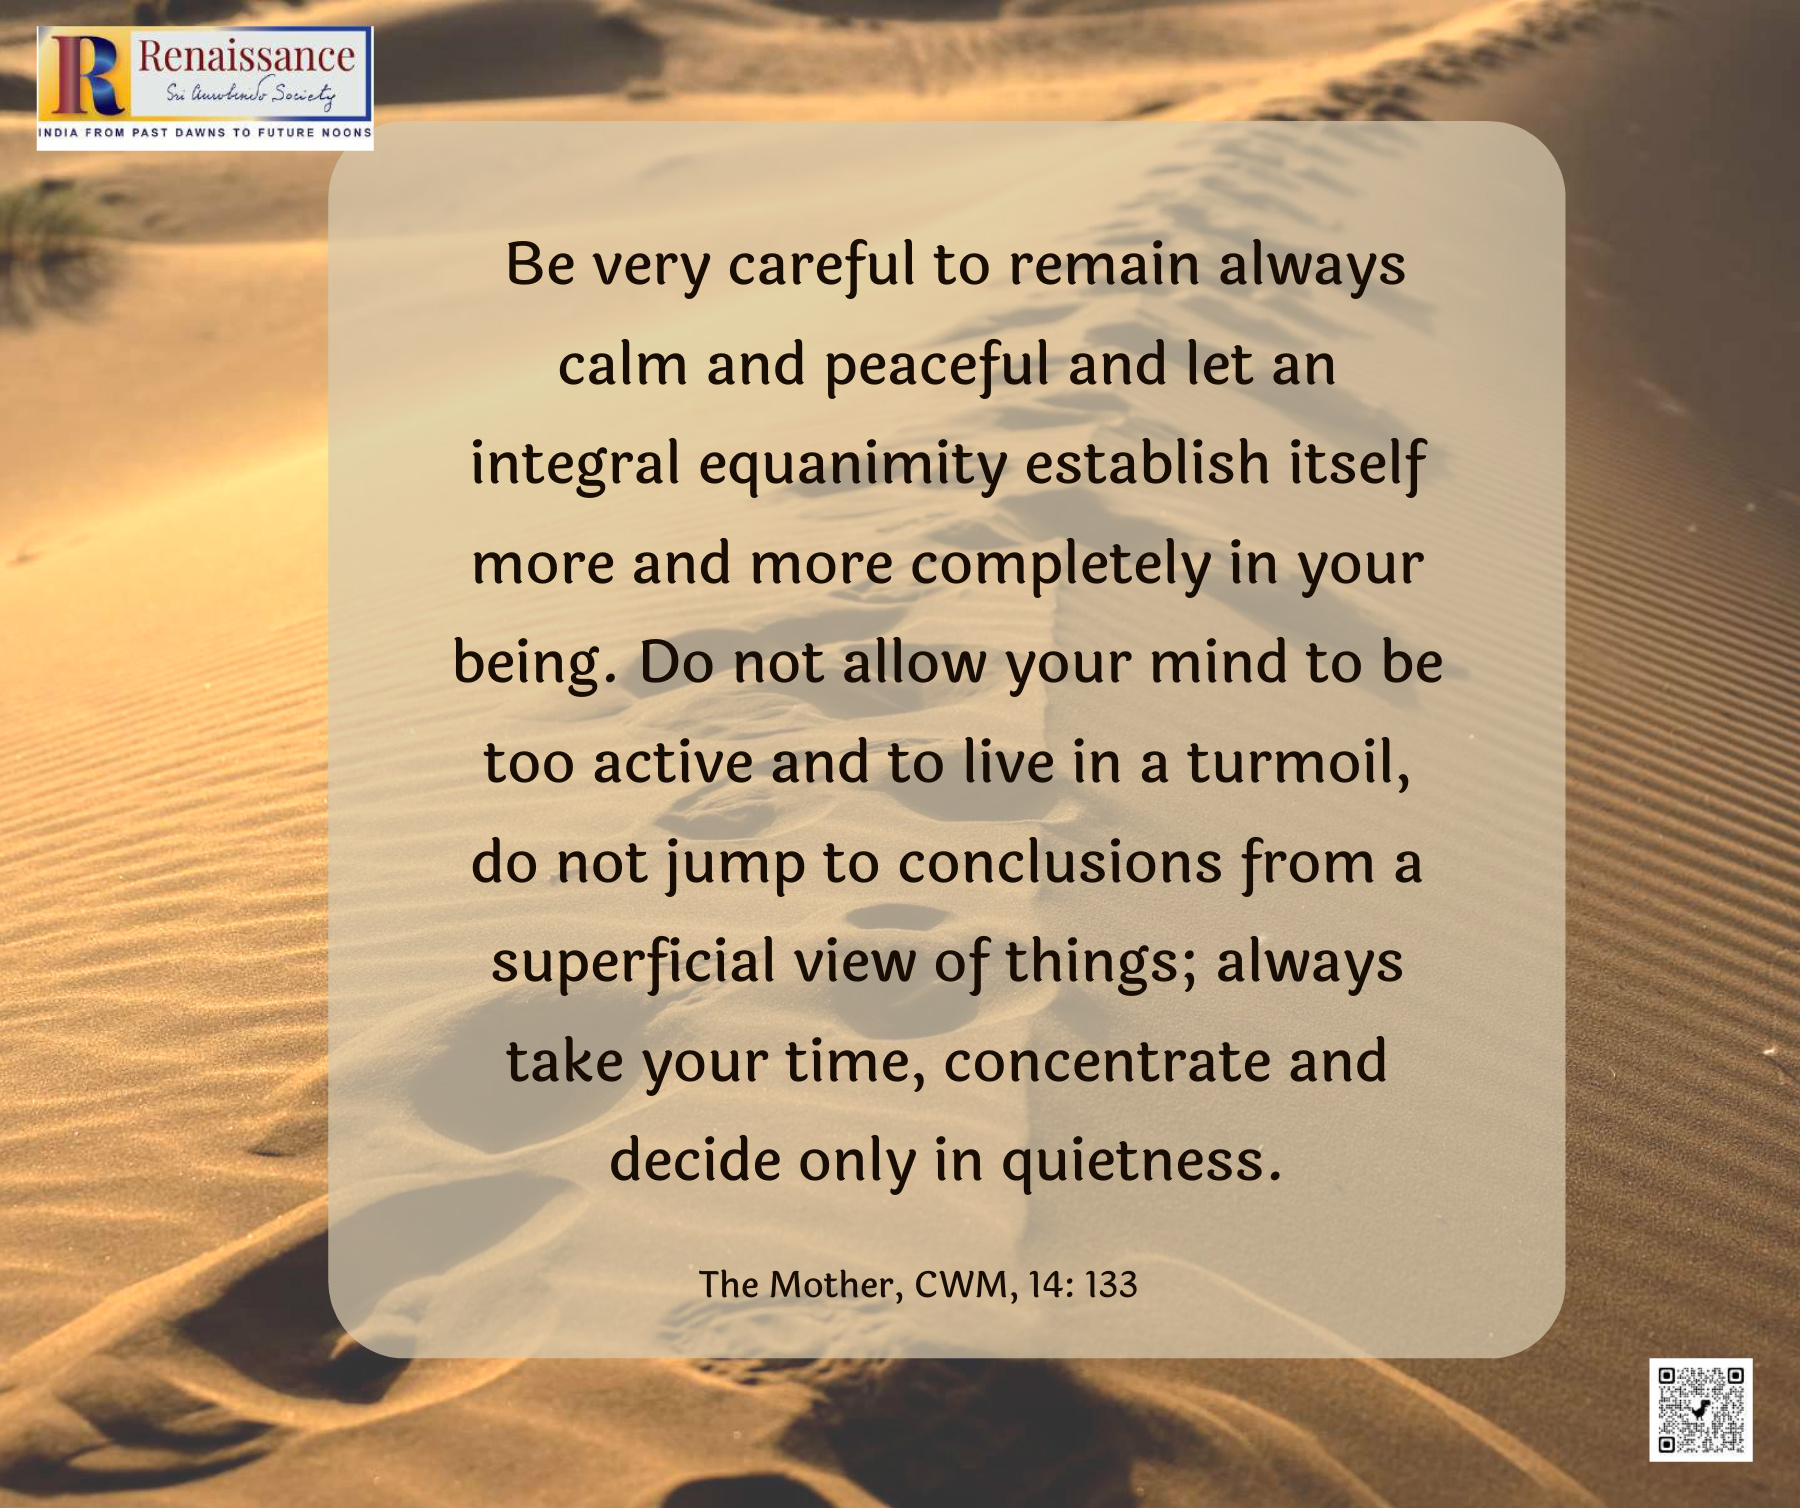 R Renaissance
Sri Aurobindo Society
INDIA FROM PAST DAWNS TO FUTURE NOONS
Be very careful to remain always
calm and peaceful and let an
integral equanimity establish itself
more and more completely in your
being. Do not allow your mind to be
too active and to live in a turmoil,
do not jump to conclusions from a
superficial view of things; always
take your time, concentrate and
decide only in quietness.
The Mother, CWM, 14: 133